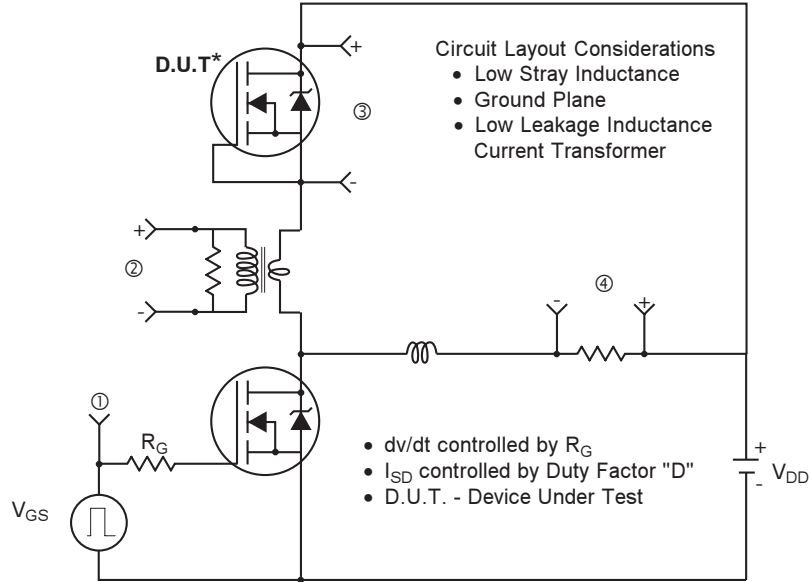 D.U.T*
+
Circuit Layout Considerations
• Low Stray Inductance
• Ground Plane
• Low Leakage Inductance
Current Transformer
③
-
+
②
-
④
- +
①
R_G
V_GS
• dv/dt controlled by R_G
• I_SD controlled by Duty Factor "D"
• D.U.T. - Device Under Test
+
V_DD
-